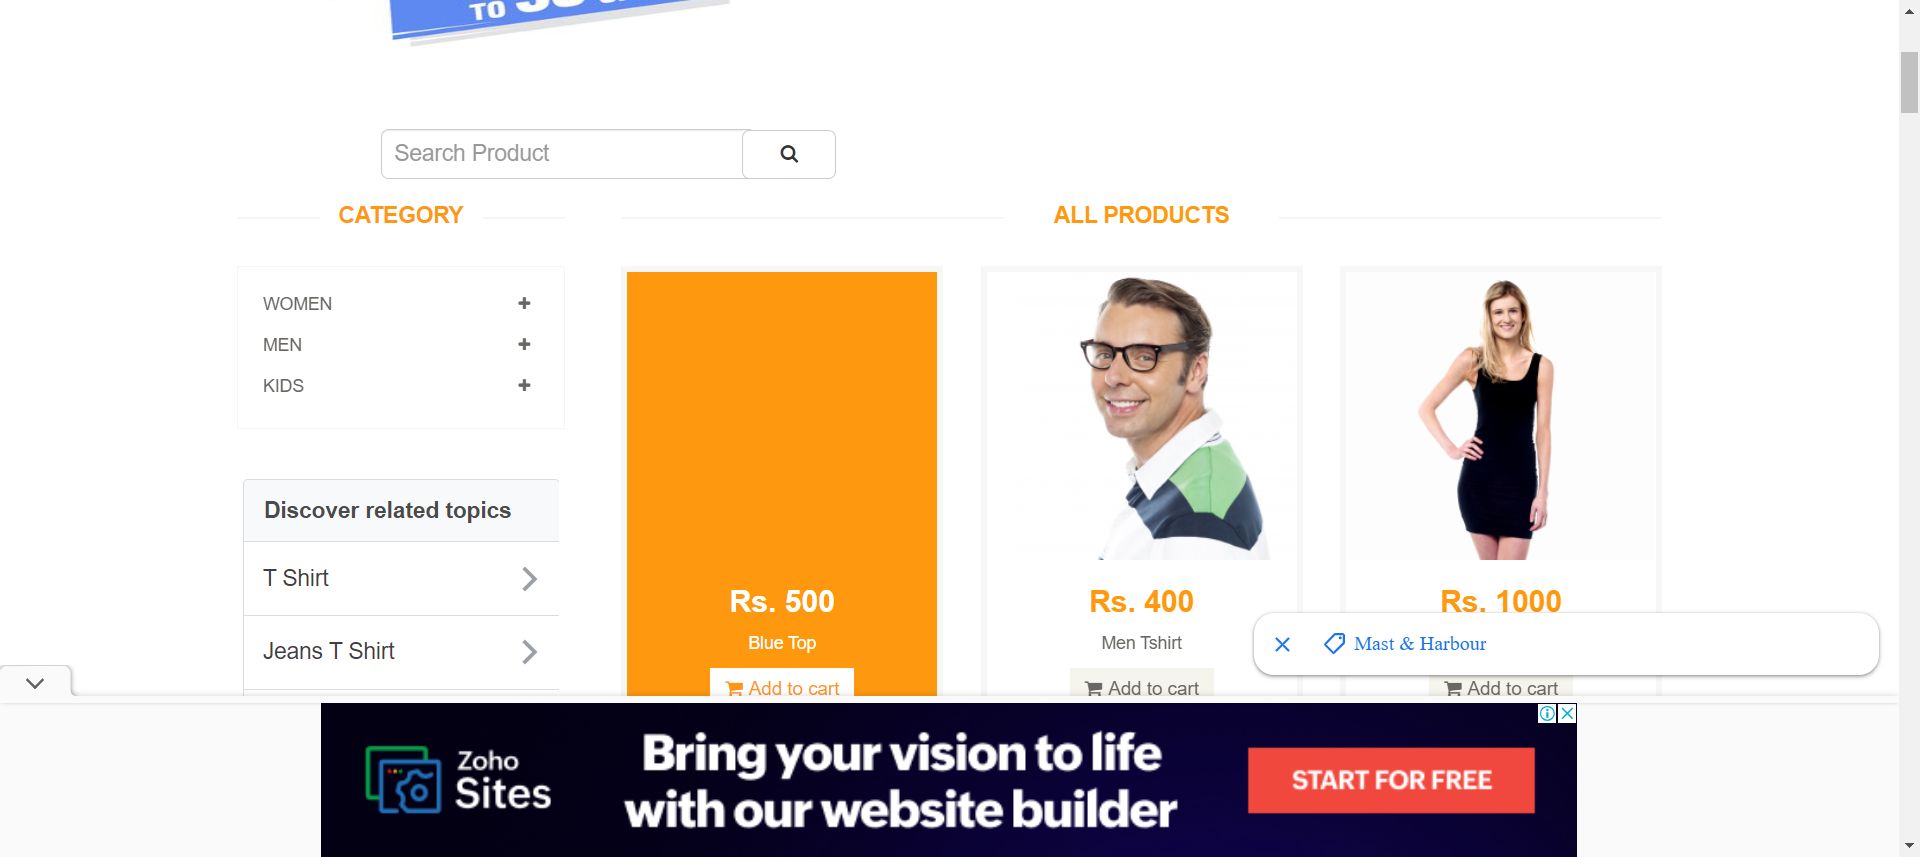 TO
Search Product
CATEGORY
ALL PRODUCTS
WOMEN
MEN
KIDS
Discover related topics
T Shirt
Jeans T Shirt
Rs. 500
Blue Top
Add to cart
Rs. 400
Men Tshirt
Add to cart
Rs. 1000
Add to cart
Mast & Harbour
Zoho
Sites
Bring your vision to life
with our website builder
START FOR FREE